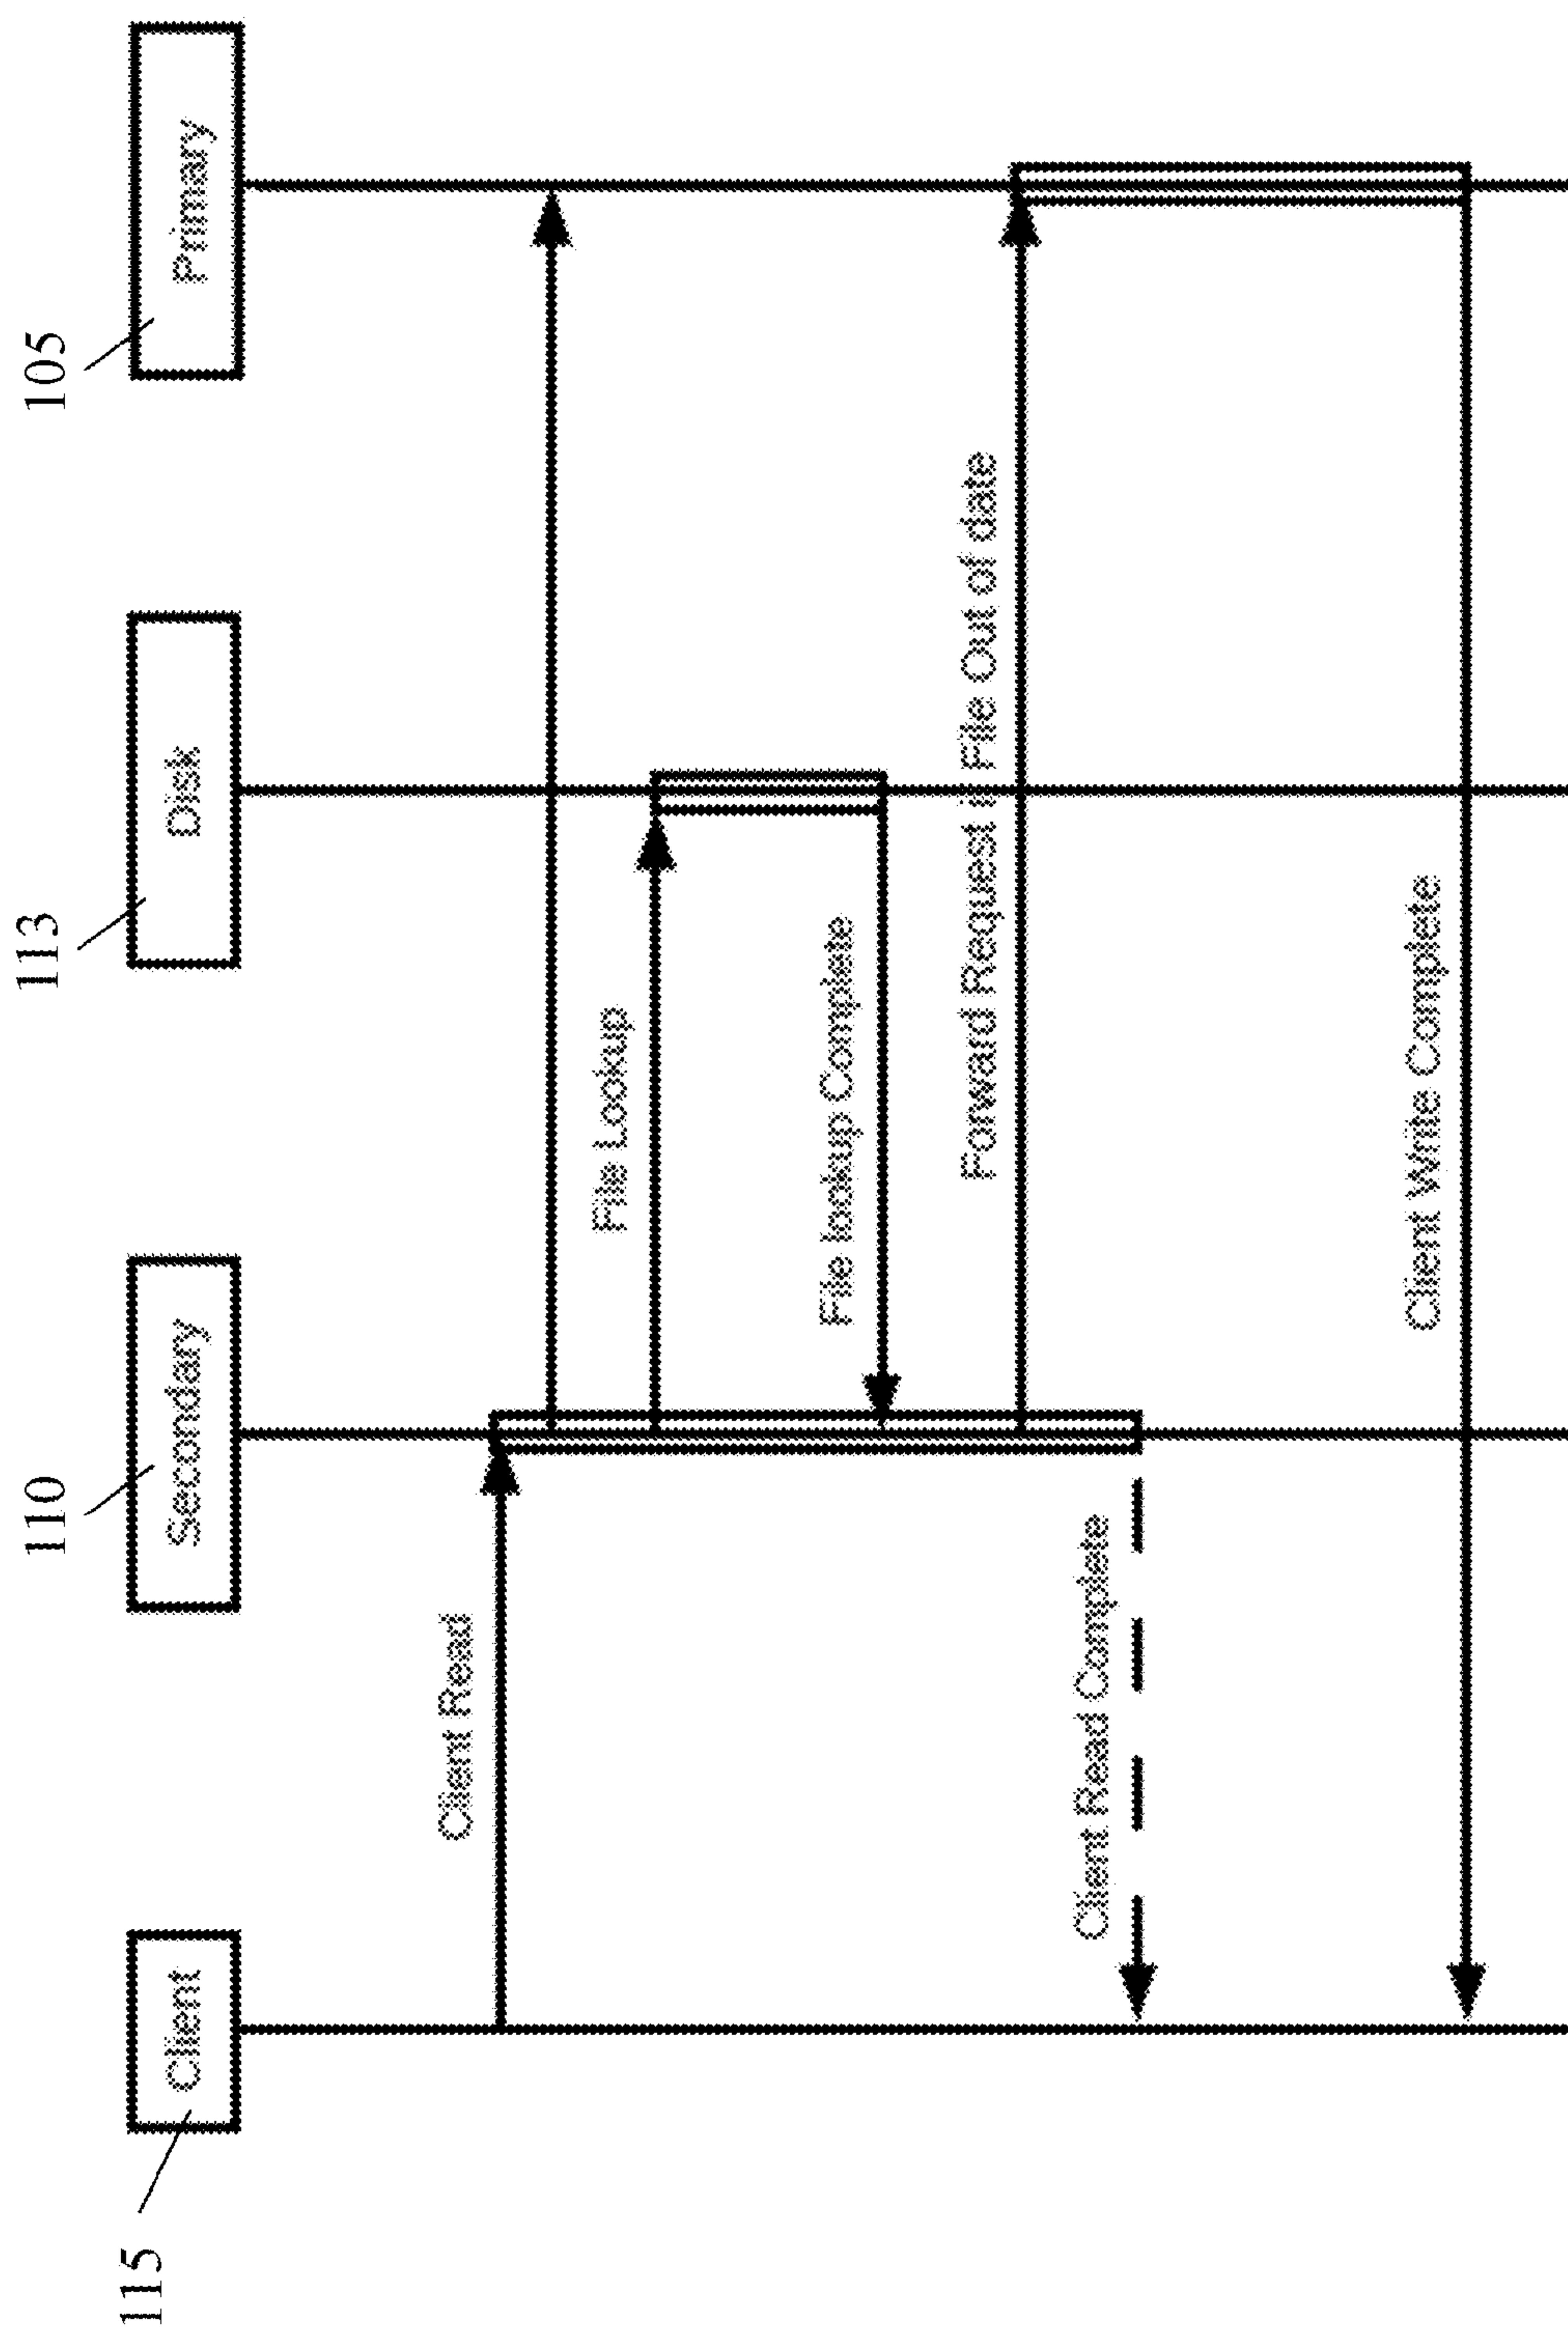 115
Client
110
Secondary
113
Disk
105
Primary
Client Read
File Lookup
File lookup Complete
Forward Request is File Out of date
Client Read Complete
Client Write Complete